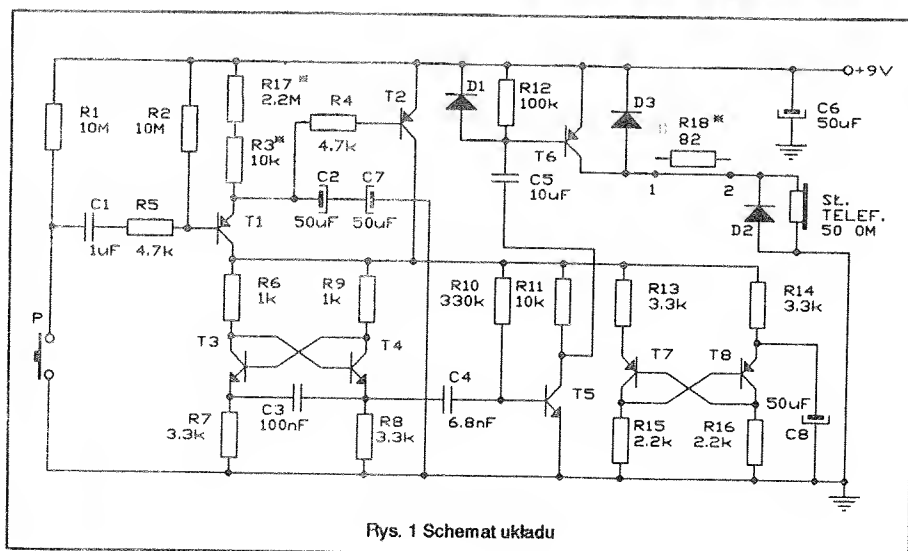 R1
10M
R2
10M
R17*
2.2M
R3*
10k
R4
4.7k
T2
D1
R12
100k
T6
D3
R18*
82
+9V
C6
50uF
C1
1uF
R5
4.7k
T1
C2
50uF
C7
50uF
C5
10uF
1
2
D2
SŁ.
TELEF.
50 OM
P
R6
1k
R9
1k
R10
330k
R11
10k
R13
3.3k
R14
3.3k
T3
T4
C4
6.8nF
T5
T7
T8
R7
3.3k
C3
100nF
R8
3.3k
R15
2.2k
R16
2.2k
50uF
C8
Rys. 1 Schemat układu